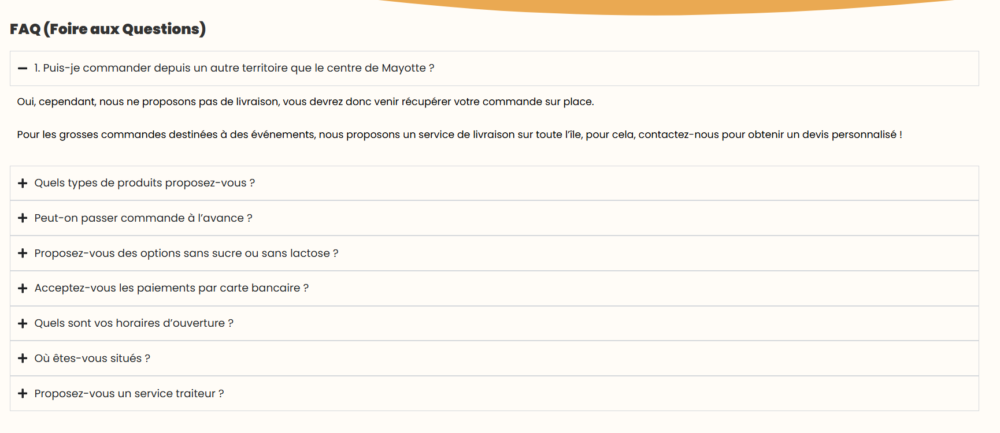 FAQ (Foire aux Questions)
1. Puis-je commander depuis un autre territoire que le centre de Mayotte ?
Oui, cependant, nous ne proposons pas de livraison, vous devrez donc venir récupérer votre commande sur place.
Pour les grosses commandes destinées à des événements, nous proposons un service de livraison sur toute l’île, pour cela, contactez-nous pour obtenir un devis personnalisé !
Quels types de produits proposez-vous ?
Peut-on passer commande à l’avance ?
Proposez-vous des options sans sucre ou sans lactose ?
Acceptez-vous les paiements par carte bancaire ?
Quels sont vos horaires d’ouverture ?
Où êtes-vous situés ?
Proposez-vous un service traiteur ?